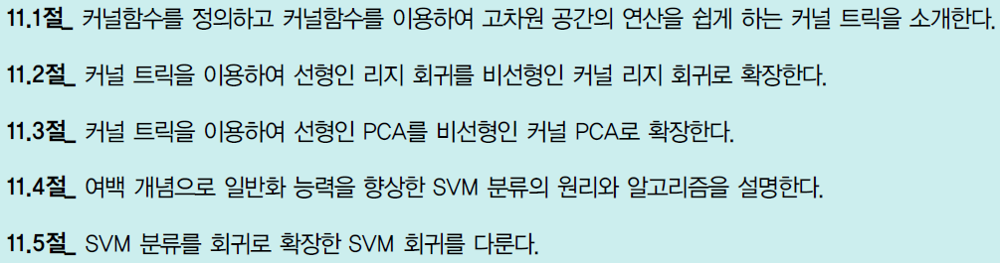 11.1절_ 커널함수를 정의하고 커널함수를 이용하여 고차원 공간의 연산을 쉽게 하는 커널 트릭을 소개한다.
11.2절_ 커널 트릭을 이용하여 선형인 리지 회귀를 비선형인 커널 리지 회귀로 확장한다.
11.3절_ 커널 트릭을 이용하여 선형인 PCA를 비선형인 커널 PCA로 확장한다.
11.4절_ 여백 개념으로 일반화 능력을 향상한 SVM 분류의 원리와 알고리즘을 설명한다.
11.5절_ SVM 분류를 회귀로 확장한 SVM 회귀를 다룬다.